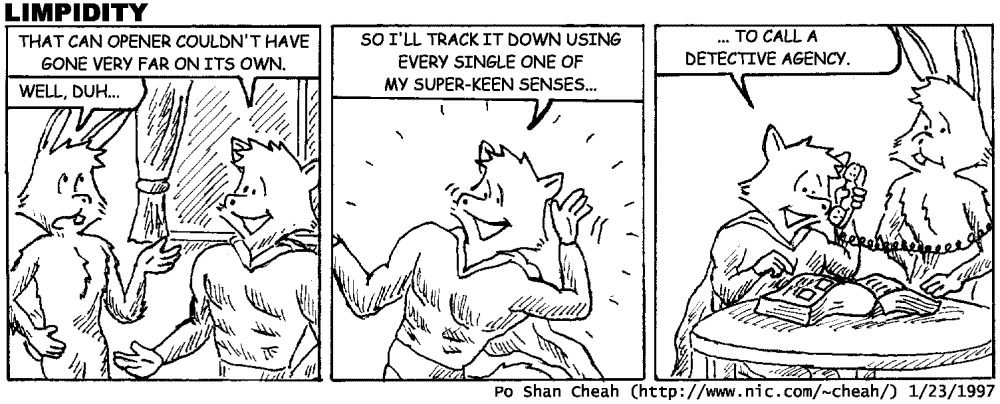 LIMPIDITY
THAT CAN OPENER COULDN'T HAVE
GONE VERY FAR ON ITS OWN.
WELL, DUH...
SO I'LL TRACK IT DOWN USING
EVERY SINGLE ONE OF
MY SUPER-KEEN SENSES...
... TO CALL A
DETECTIVE AGENCY.
Po Shan Cheah (http://www.nic.com/~cheah/) 1/23/1997